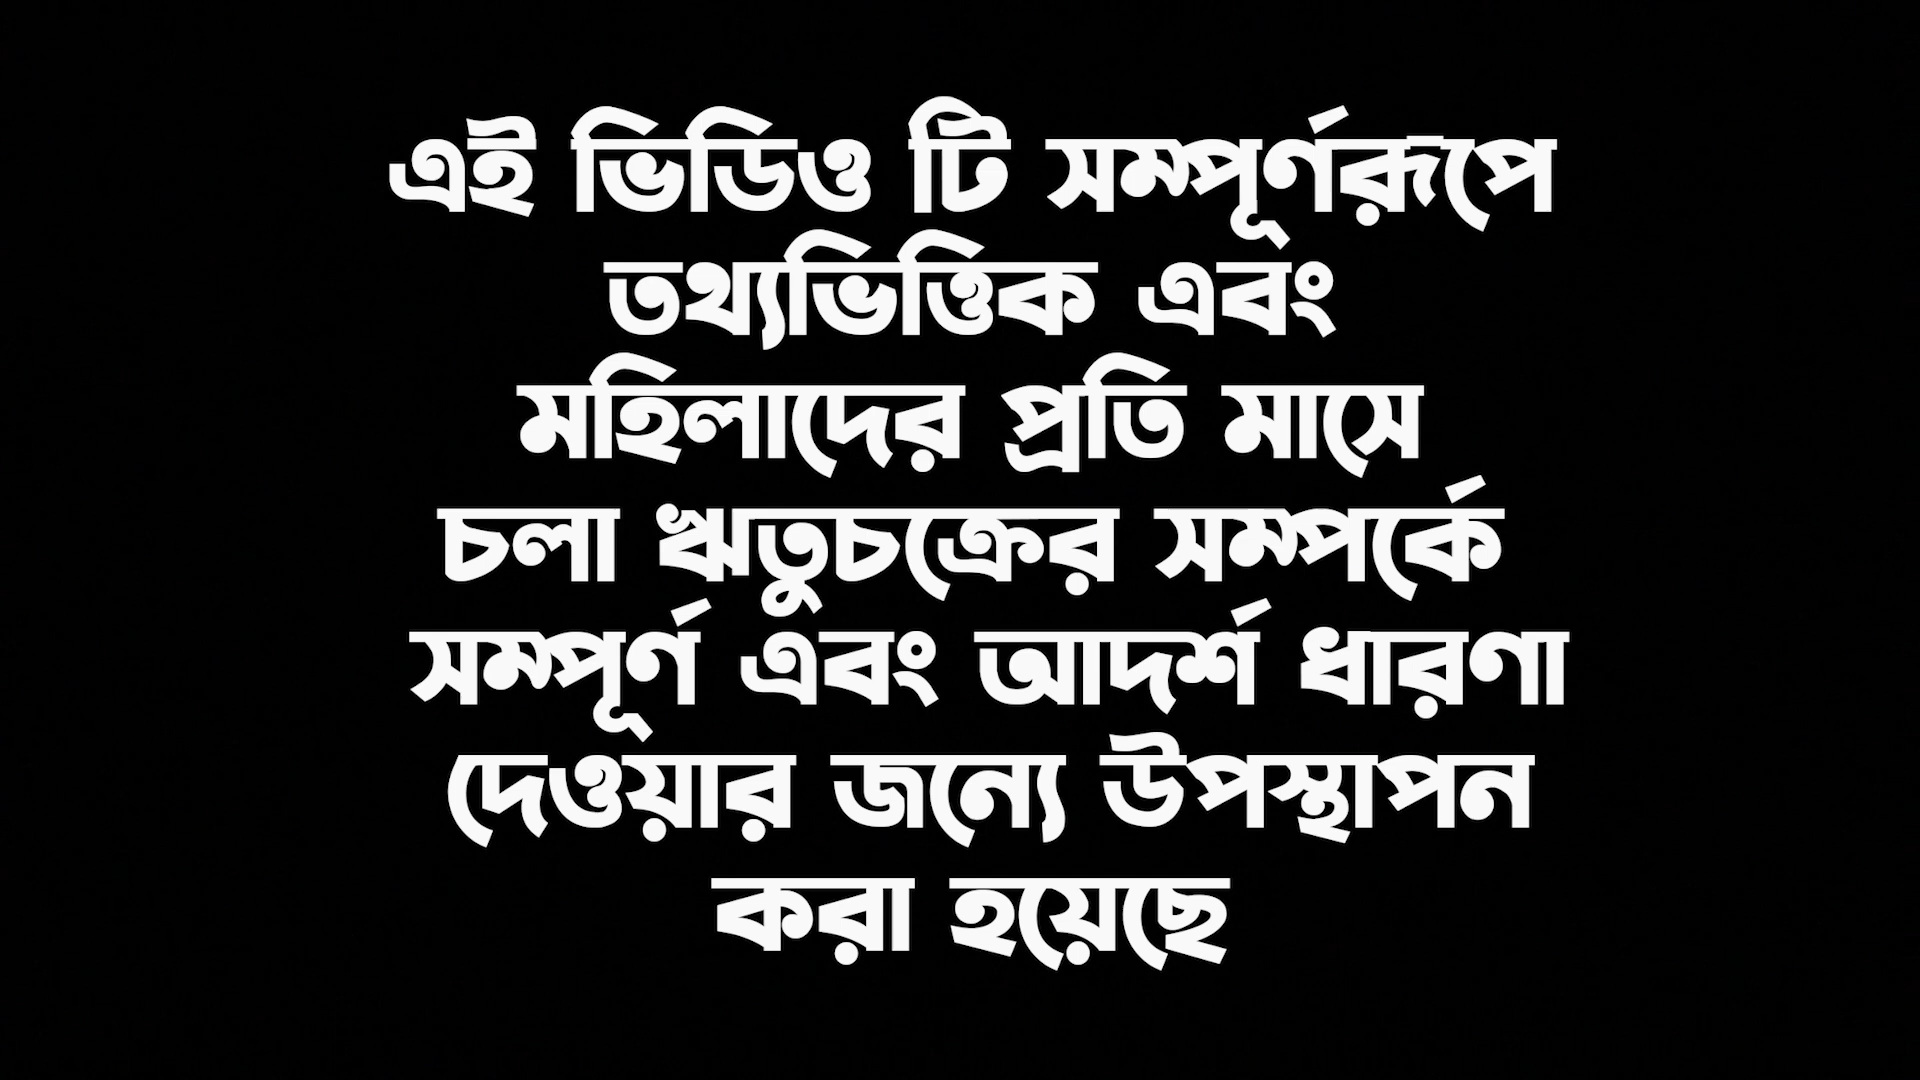 এই ভিডিও টি সম্পূর্ণরূপে
তথ্যভিত্তিক এবং
মহিলাদের প্রতি মাসে
চলা ঋতুচক্রের সম্পর্কে
সম্পূর্ণ এবং আদর্শ ধারণা
দেওয়ার জন্যে উপস্থাপন
করা হয়েছে